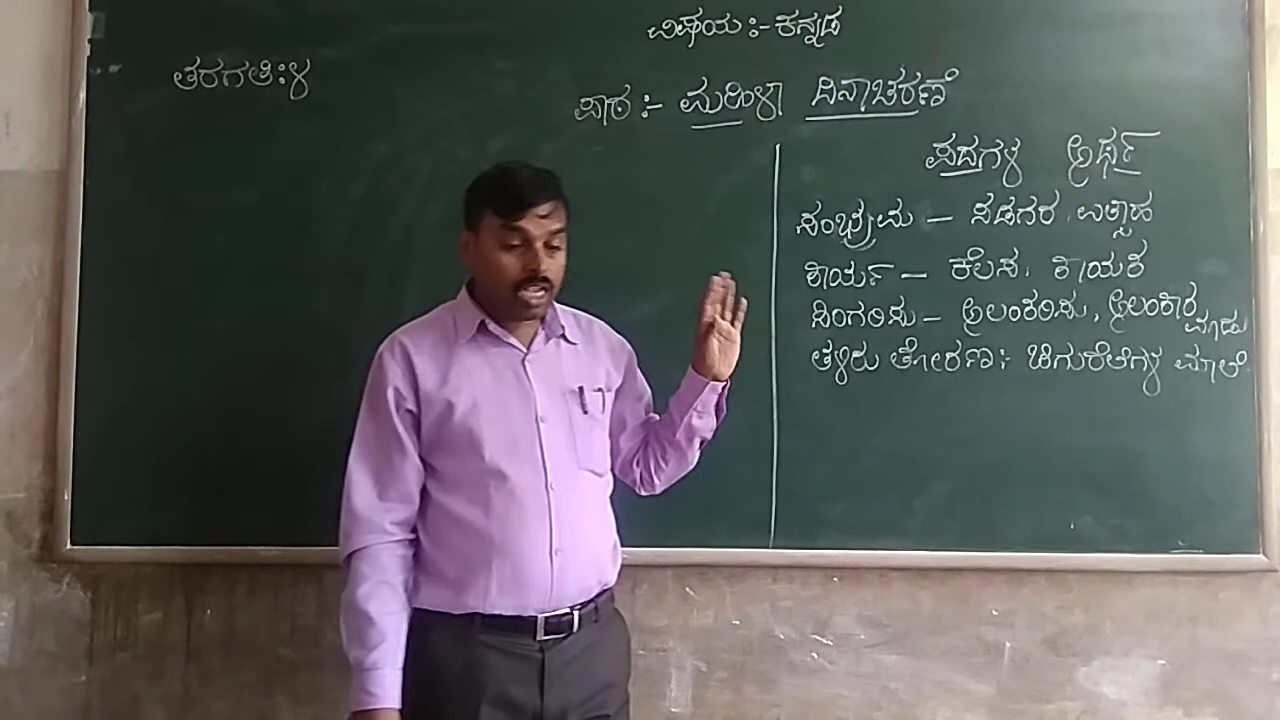 ವಿಷಯ :- ಕನ್ನಡ
ತರಗತಿ:೪
ಪಾಠ :- ಮಹಿಳಾ ದಿನಾಚರಣೆ
ಪದಗಳ ಅರ್ಥ
ಸಂಭ್ರಮ – ಸಡಗರ, ಉತ್ಸಾಹ
ಕಾರ್ಯ – ಕೆಲಸ, ಕಾಯಕ
ಸಿಂಗರಿಸು – ಅಲಂಕರಿಸು, ಅಲಂಕಾರ ಮಾಡು
ತಳಿರು ತೋರಣ :- ಚಿಗುರೆಲೆಗಳ ಮಾಲೆ.